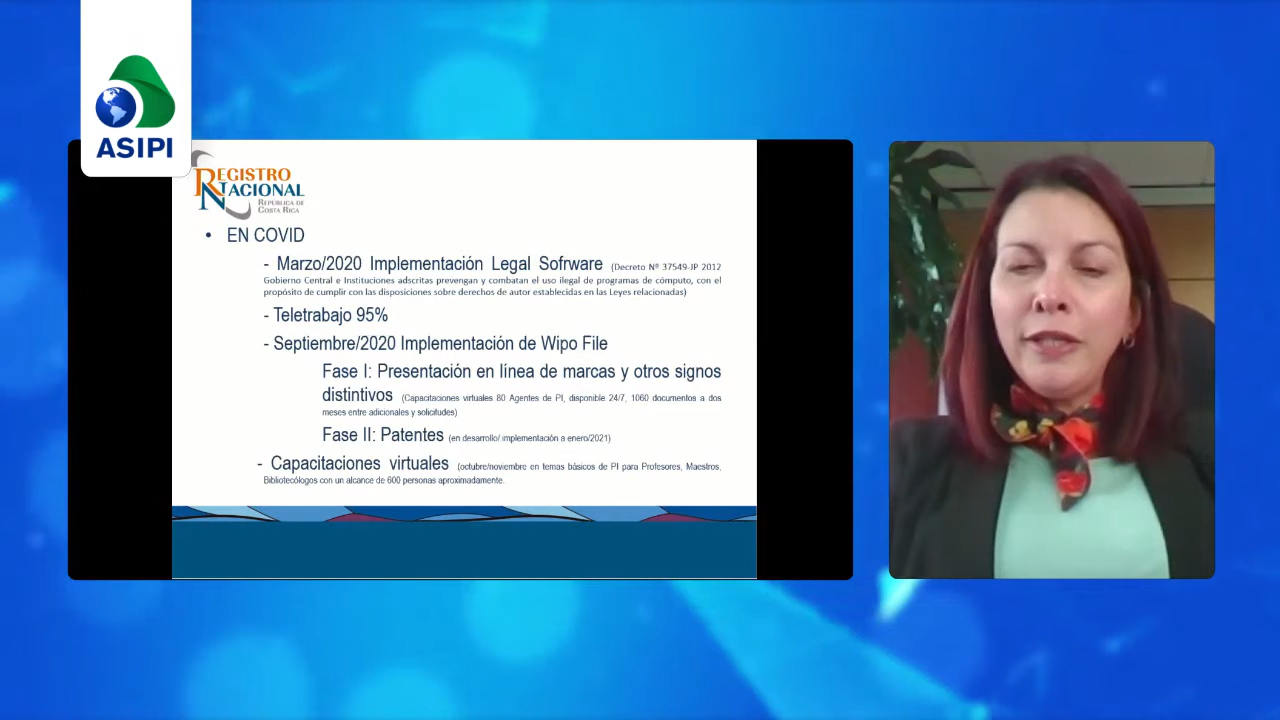 ASIPI
REGISTRO
NACIONAL
REPÚBLICA DE
COSTA RICA
• EN COVID
- Marzo/2020 Implementación Legal Sofrware (Decreto Nº 37549-JP 2012
Gobierno Central e Instituciones adscritas prevengan y combatan el uso ilegal de programas de cómputo, con el
propósito de cumplir con las disposiciones sobre derechos de autor establecidas en las Leyes relacionadas)
- Teletrabajo 95%
- Septiembre/2020 Implementación de Wipo File
Fase I: Presentación en línea de marcas y otros signos
distintivos (Capacitaciones virtuales 80 Agentes de PI, disponible 24/7, 1060 documentos a dos
meses entre adicionales y solicitudes)
Fase II: Patentes (en desarrollo/ implementación a enero/2021)
- Capacitaciones virtuales (octubre/noviembre en temas básicos de PI para Profesores, Maestros,
Bibliotecólogos con un alcance de 600 personas aproximadamente.